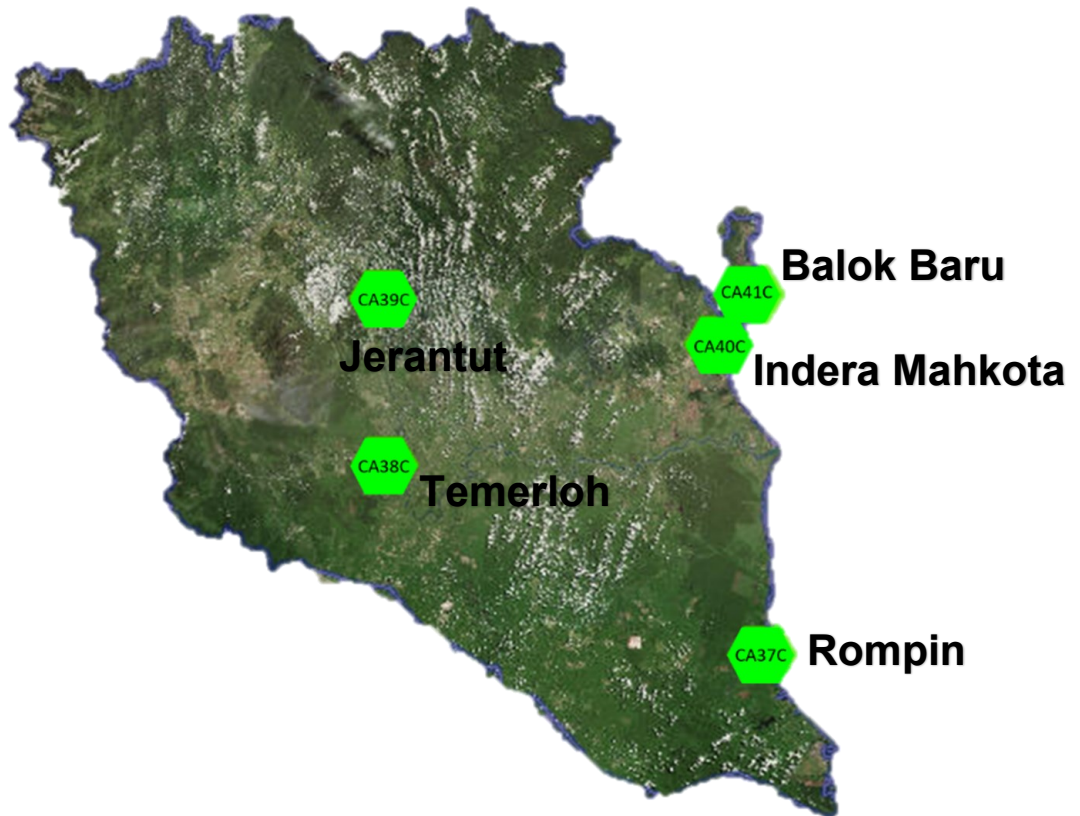 Balok Baru
CA41C
CA39C
CA40C
Jerantut
Indera Mahkota
CA38C
Temerloh
CA37C
Rompin